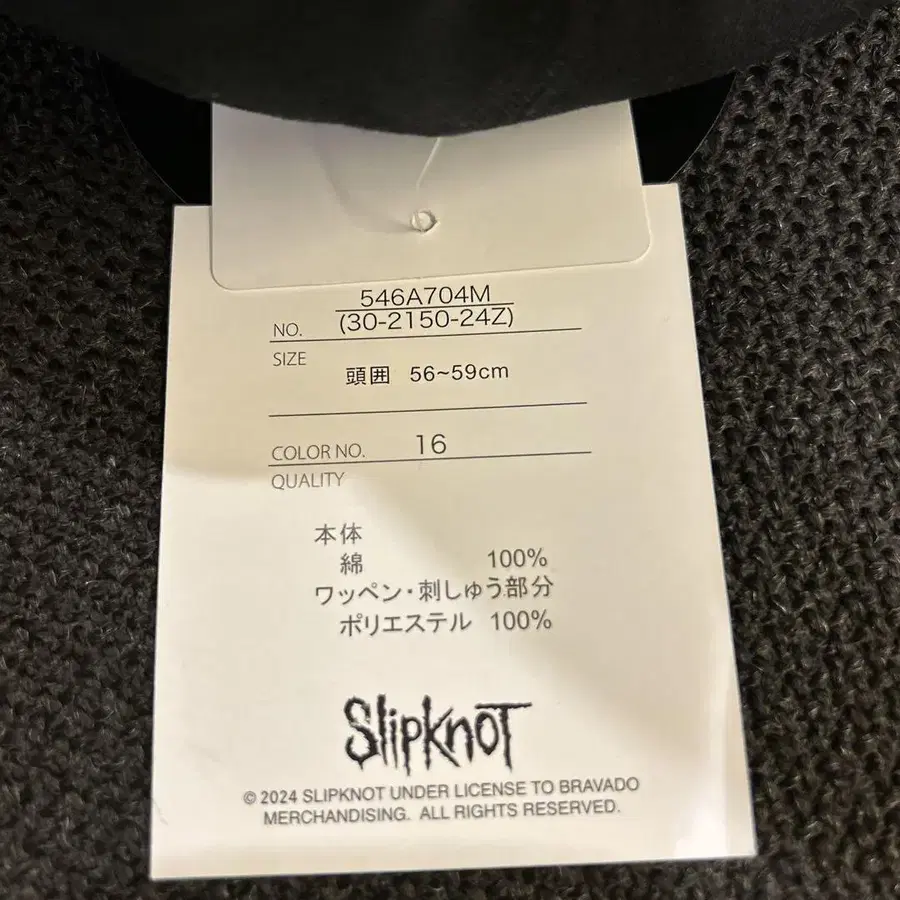 546A704M
NO. (30-2150-24Z)
SIZE
頭囲 56~59cm
COLOR NO. 16
QUALITY
本体
綿 100%
ワッペン・刺しゅう部分
ポリエステル 100%
SlipknoT
© 2024 SLIPKNOT UNDER LICENSE TO BRAVADO
MERCHANDISING. ALL RIGHTS RESERVED.